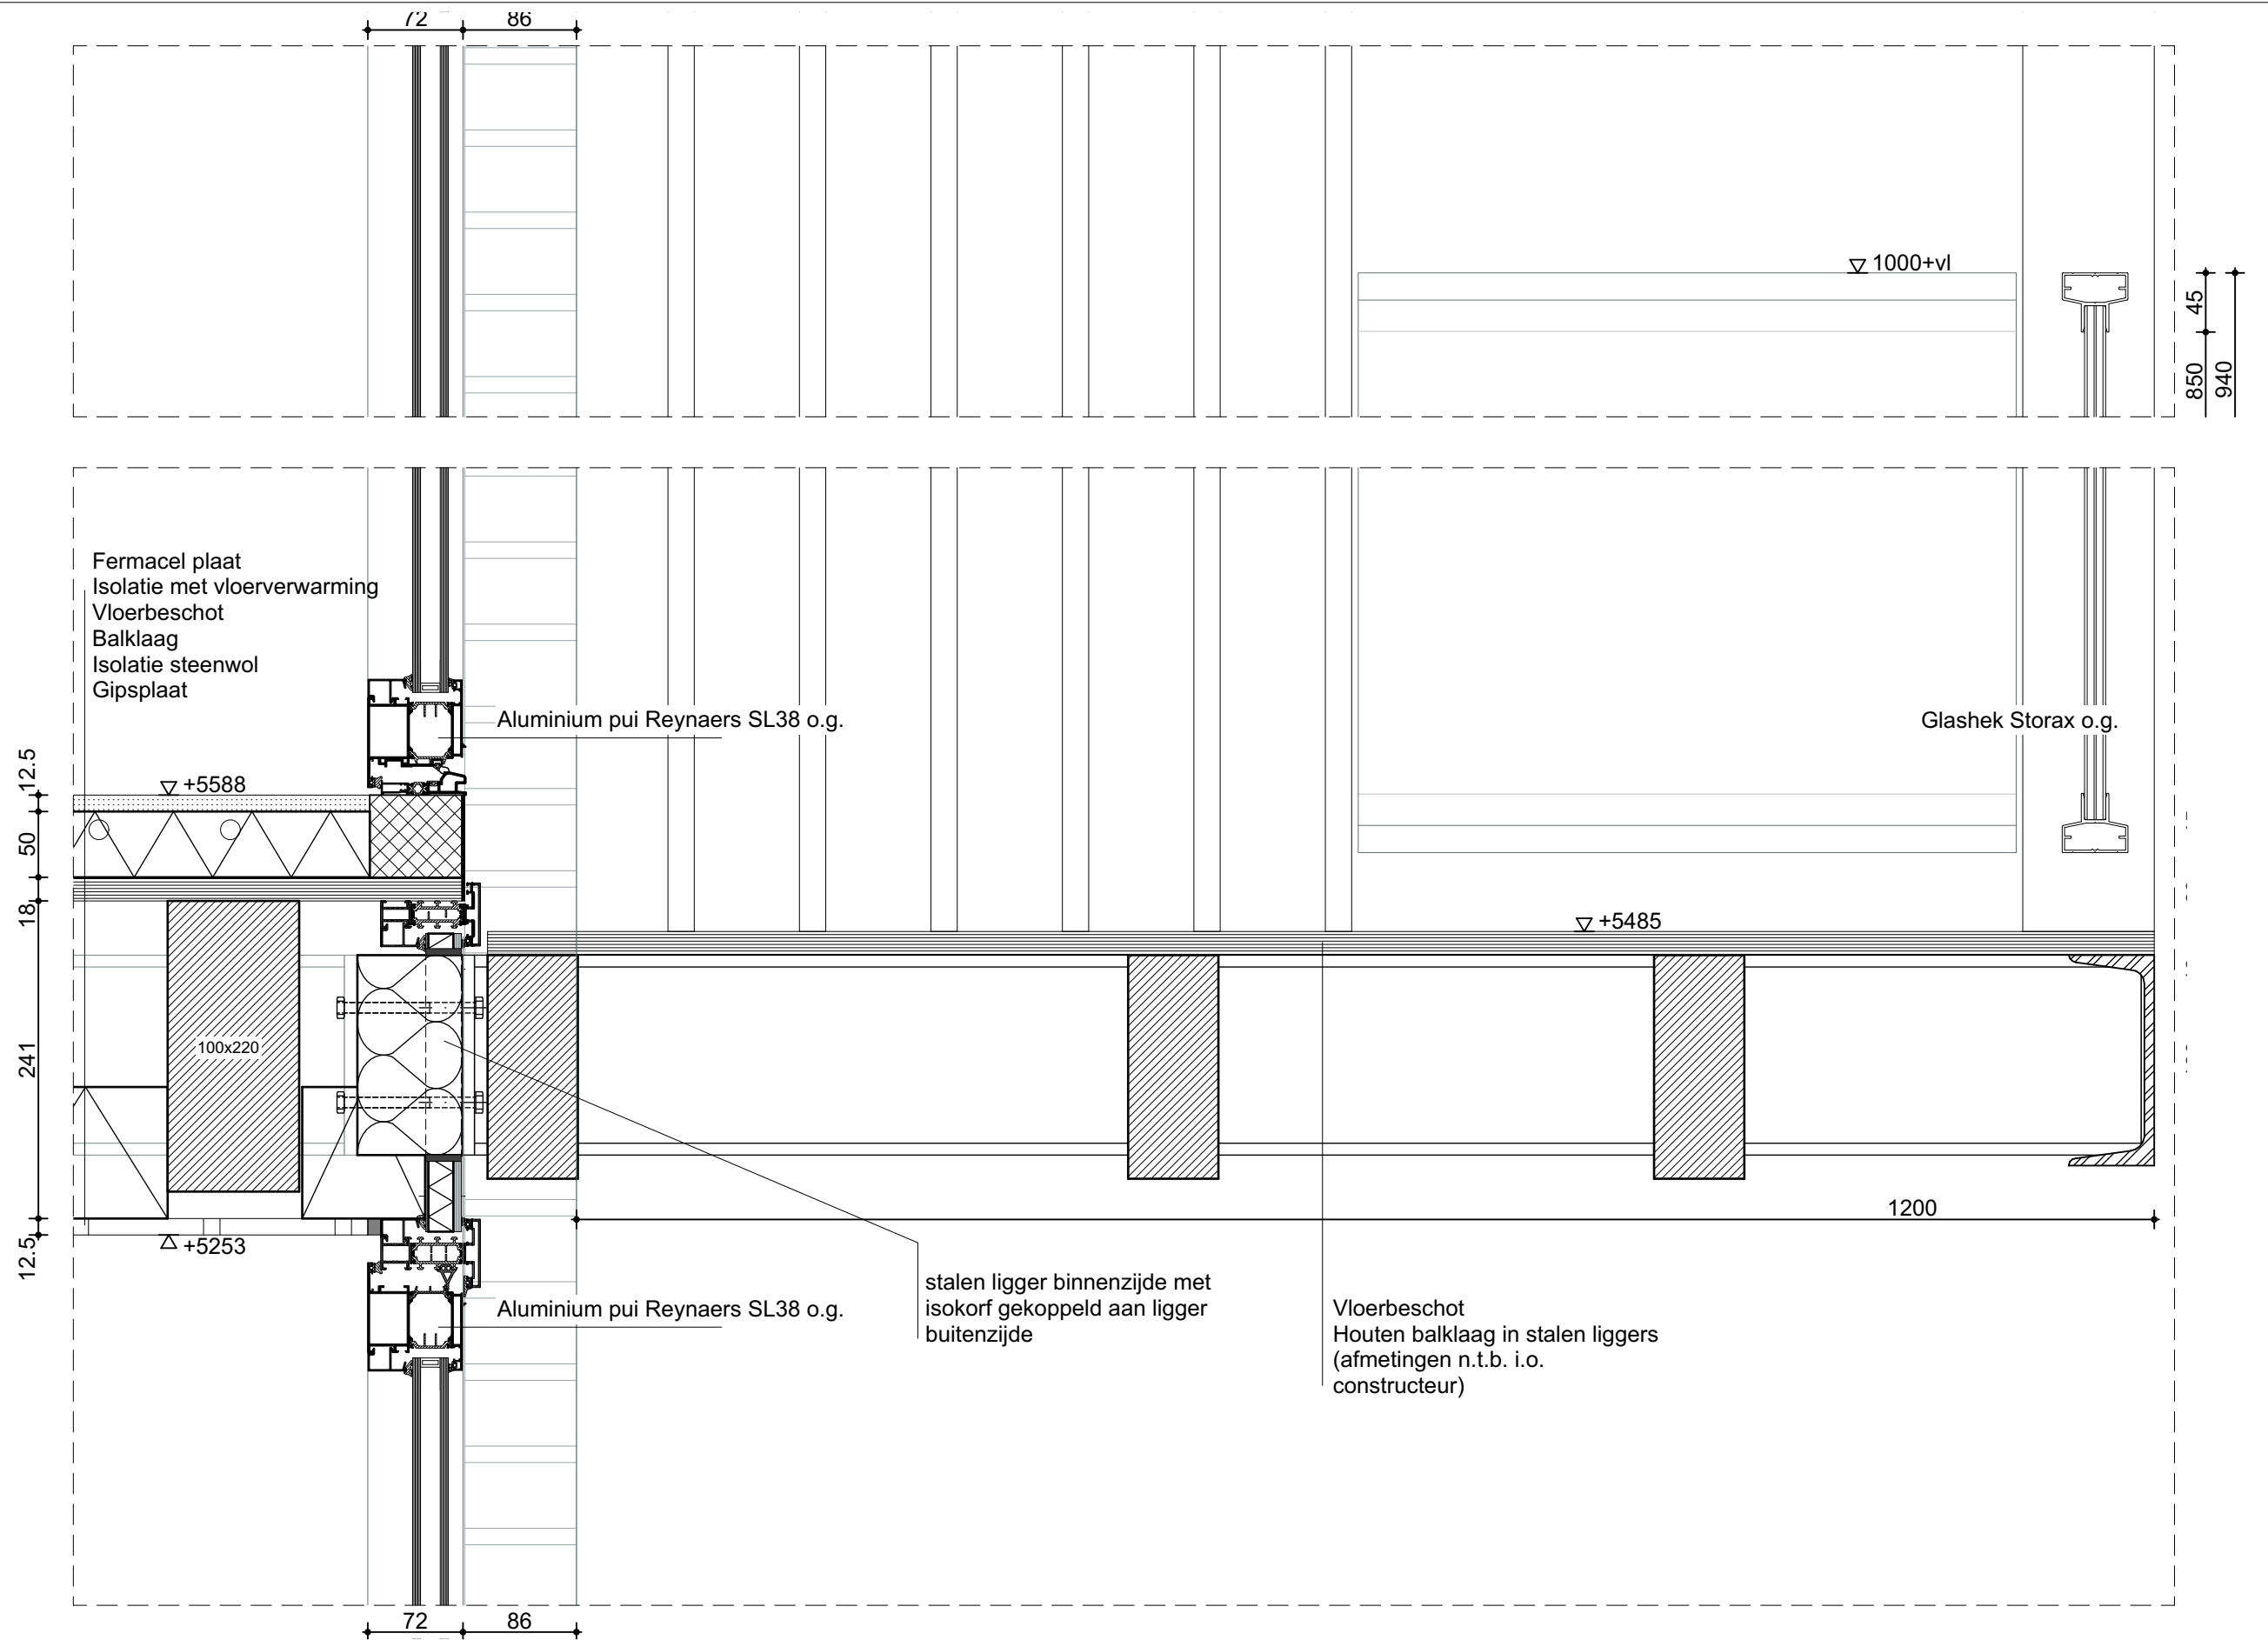 72 86
1000+vl
45
850
940
Fermacel plaat
Isolatie met vloerverwarming
Vloerbeschot
Balklaag
Isolatie steenwol
Gipsplaat
Aluminium pui Reynaers SL38 o.g.
Glashek Storax o.g.
12.5
+5588
50
18
+5485
241
100x220
1200
12.5
+5253
stalen ligger binnenzijde met
isokorf gekoppeld aan ligger
buitenzijde
Aluminium pui Reynaers SL38 o.g.
Vloerbeschot
Houten balklaag in stalen liggers
(afmetingen n.t.b. i.o.
constructeur)
72 86